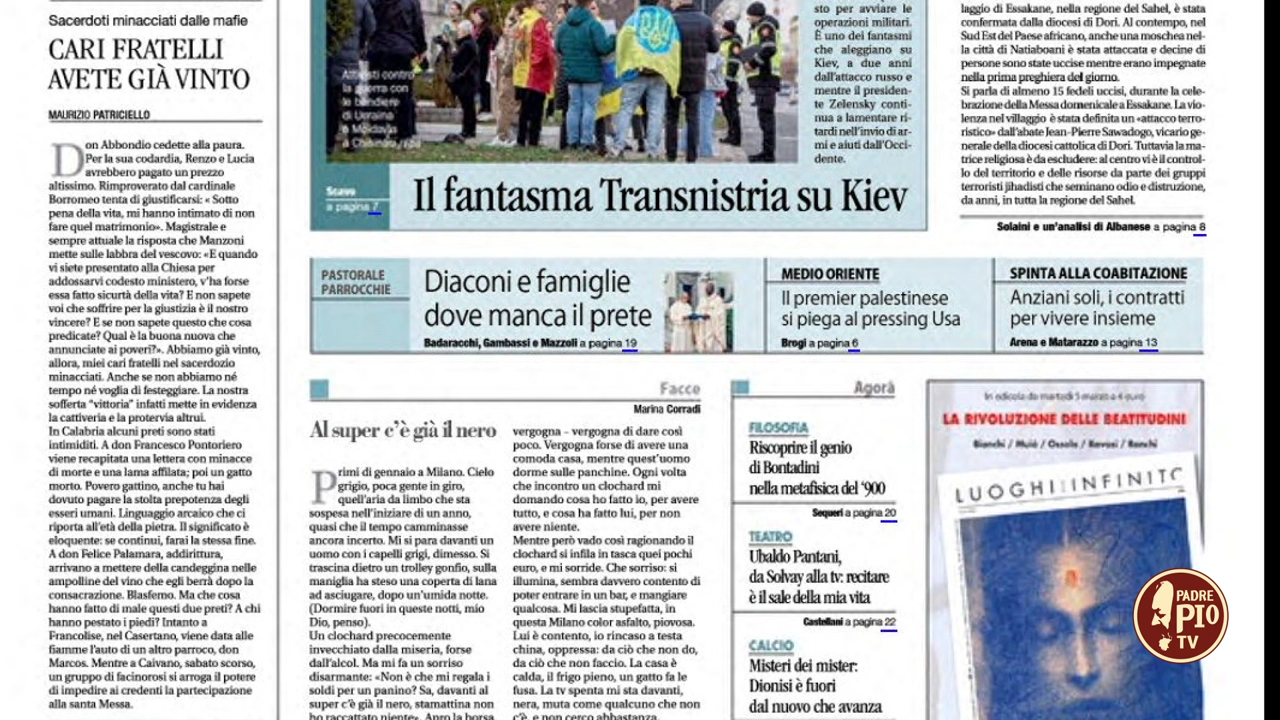 Sacerdoti minacciati dalle mafie
CARI FRATELLI
AVETE GIÀ VINTO
MAURIZIO PATRICIELLO
Don Abbondio cedette alla paura.
Per la sua codardia, Renzo e Lucia
avrebbero pagato un prezzo
altissimo. Rimproverato dal cardinale
Borromeo tenta di giustificarsi: « Sotto
pena della vita, mi hanno intimato di non
fare quel matrimonio». Magistrale e
sempre attuale la risposta che Manzoni
mette sulle labbra del vescovo: «E quando
vi siete presentato alla Chiesa per
addossarvi codesto ministero, v'ha forse
essa fatto sicurtà della vita? E non sapete
voi che soffrire per la giustizia è il nostro
vincere? E se non sapete questo che cosa
predicate? Qual è la buona nuova che
annunciate ai poveri?». Abbiamo già vinto,
allora, miei cari fratelli nel sacerdozio
minacciati. Anche se non abbiamo né
tempo né voglia di festeggiare. La nostra
sofferta “vittoria” infatti mette in evidenza
la cattiveria e la protervia altrui.
In Calabria alcuni preti sono stati
intimiditi. A don Francesco Pontoriero
viene recapitata una lettera con minacce
di morte e una lama affilata; poi un gatto
morto. Povero gattino, anche tu hai
dovuto pagare la stolta prepotenza degli
esseri umani. Linguaggio arcaico che ci
riporta all'età della pietra. Il significato è
eloquente: se continui, farai la stessa fine.
A don Felice Palamara, addirittura,
arrivano a mettere della candeggina nelle
ampolline del vino che egli berrà dopo la
consacrazione. Blasfemo. Ma che cosa
hanno fatto di male questi due preti? A chi
hanno pestato i piedi? Intanto a
Francolise, nel Casertano, viene data alle
fiamme l'auto di un altro parroco, don
Marcos. Mentre a Caivano, sabato scorso,
un gruppo di facinorosi si arroga il potere
di impedire ai credenti la partecipazione
alla santa Messa.
contro
la guerra con
le bandiere
di Ucraina
e Moldavia
a
sto per avviare le
operazioni militari.
È uno dei fantasmi
che aleggiano su
Kiev, a due anni
dall'attacco russo e
mentre il presiden-
te Zelensky conti-
nua a lamentare ri-
tardi nell'invio di ar-
mi e aiuti dall'Occi-
dente.
a pagina 7
Il fantasma Transnistria su Kiev
laggio di Essakane, nella regione del Sahel, è stata
confermata dalla diocesi di Dori. Al contempo, nel
Sud Est del Paese africano, anche una moschea nel-
la città di Natiaboani è stata attaccata e decine di
persone sono state uccise mentre erano impegnate
nella prima preghiera del giorno.
Si parla di almeno 15 fedeli uccisi, durante la cele-
brazione della Messa domenicale a Essakane. La vio-
lenza nel villaggio è stata definita un «attacco terro-
ristico» dall'abate Jean-Pierre Sawadogo, vicario ge-
nerale della diocesi cattolica di Dori. Tuttavia la ma-
trice religiosa è da escludere: al centro vi è il control-
lo del territorio e delle risorse da parte dei gruppi
terroristi jihadisti che seminano odio e distruzione,
da anni, in tutta la regione del Sahel.
Solaini e un'analisi di Albanese a pagina 8
PASTORALE
PARROCCHIE
Diaconi e famiglie
dove manca il prete
Badaracchi, Gambassi e Mazzoli a pagina 19
MEDIO ORIENTE
Il premier palestinese
si piega al pressing Usa
Brogi a pagina 6
SPINTA ALLA COABITAZIONE
Anziani soli, i contratti
per vivere insieme
Arena e Matarazzo a pagina 13
Facce
Marina Corradi
Al super c'è già il nero
Primi di gennaio a Milano. Cielo
grigio, poca gente in giro,
quell'aria da limbo che sta
sospesa nell'iniziare di un anno,
quasi che il tempo camminasse
ancora incerto. Mi si para davanti un
uomo con i capelli grigi, dimesso. Si
trascina dietro un trolley gonfio, sulla
maniglia ha steso una coperta di lana
ad asciugare, dopo un'umida notte.
(Dormire fuori in queste notti, mio
Dio, penso).
Un clochard precocemente
invecchiato dalla miseria, forse
dall'alcol. Ma mi fa un sorriso
disarmante: «Non è che mi regala i
soldi per un panino? Sa, davanti al
super c'è già il nero, stamattina non
ho raccattato niente». Apro la borsa
vergogna – vergogna di dare così
poco. Vergogna forse di avere una
comoda casa, mentre quest'uomo
dorme sulle panchine. Ogni volta
che incontro un clochard mi
domando cosa ho fatto io, per avere
tutto, e cosa ha fatto lui, per non
avere niente.
Mentre però vado così ragionando il
clochard si infila in tasca quei pochi
euro, e mi sorride. Che sorriso: si
illumina, sembra davvero contento di
poter entrare in un bar, e mangiare
qualcosa. Mi lascia stupefatta, in
questa Milano color asfalto, piovosa.
Lui è contento, io rincaso a testa
china, oppressa: da ciò che non do,
da ciò che non faccio. La casa è
calda, il frigo pieno, un gatto fa le
fusa. La tv spenta mi sta davanti,
nera, muta come qualcuno che non
c'è, e non cerco abbastanza.
Agorà
FILOSOFIA
Riscoprire il genio
di Bontadini
nella metafisica del '900
Sequeri a pagina 20
TEATRO
Ubaldo Pantani,
da Solvay alla tv: recitare
è il sale della mia vita
Castellani a pagina 22
CALCIO
Misteri dei mister:
Dionisi è fuori
dal nuovo che avanza
In edicola da martedì 5 marzo a 4 euro
LA RIVOLUZIONE DELLE BEATITUDINI
Bianchi / Muià / Ossola / Ravasi / Ronchi
LUOGHI INFINITO
PADRE
PIO
TV